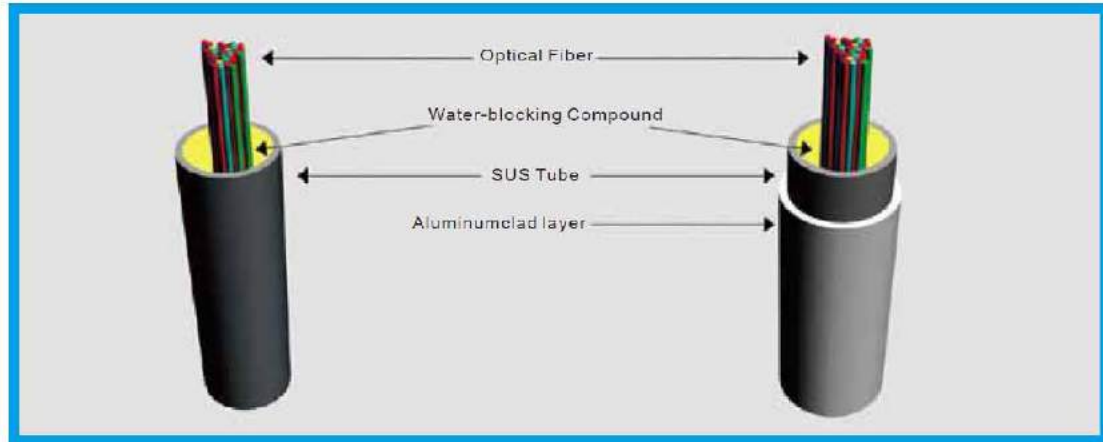 Optical Fiber
Water-blocking Compound
SUS Tube
Aluminumclad layer